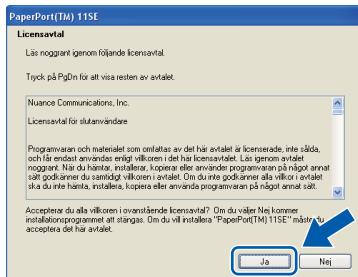 PaperPort(TM) 11SE
Licensavtal
Läs noggrant igenom följande licensavtal.
Tryck på PgDn för att visa resten av avtalet.
Nuance Communications, Inc.
Licensavtal för slutanvändare
Programvaran och materialet som omfattas av det här avtalet är licenserade, inte sålda,
och får endast användas enligt villkoren i det här licensavtalet. Läs igenom avtalet
noggrant. När du hämtar, installerar, kopierar eller använder programvaran på något annat
sätt godkänner du samtidigt villkoren i avtalet. Om du inte godkänner alla villkor i avtalet
ska du inte hämta, installera, kopiera eller använda programvaran på något annat sätt.
Accepterar du alla villkoren i ovanstående licensavtal? Om du väljer Nej kommer
installationsprogrammet att stängas. Om du vill installera "PaperPort(TM) 11SE" måste du
acceptera det här avtalet.
Ja
Nej